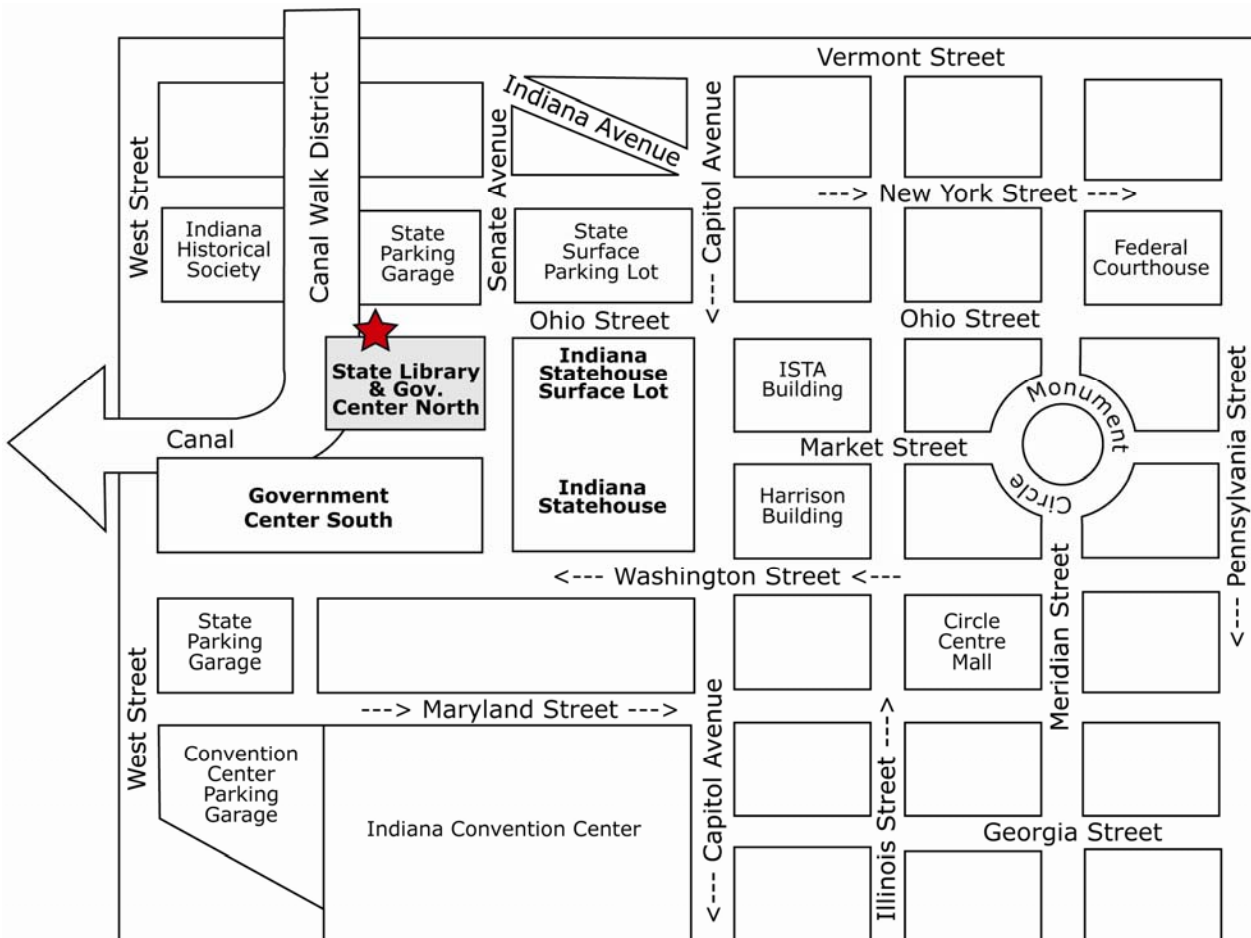 Vermont Street
Canal Walk District
West Street
Senate Avenue
Indiana Avenue
<---- Capitol Avenue
---> New York Street --->
Indiana
Historical
Society
State
Parking
Garage
State
Surface
Parking Lot
Federal
Courthouse
Ohio Street
Ohio Street
State Library
& Gov.
Center North
Indiana
Statehouse
Surface Lot
ISTA
Building
Monument
Circle
<---- Pennsylvania Street
Canal
Market Street
Government
Center South
Indiana
Statehouse
Harrison
Building
<--- Washington Street <---
State
Parking
Garage
Circle
Centre
Mall
Meridian Street
---> Maryland Street --->
West Street
Convention
Center
Parking
Garage
Indiana Convention Center
<---- Capitol Avenue
Illinois Street ---->
Georgia Street